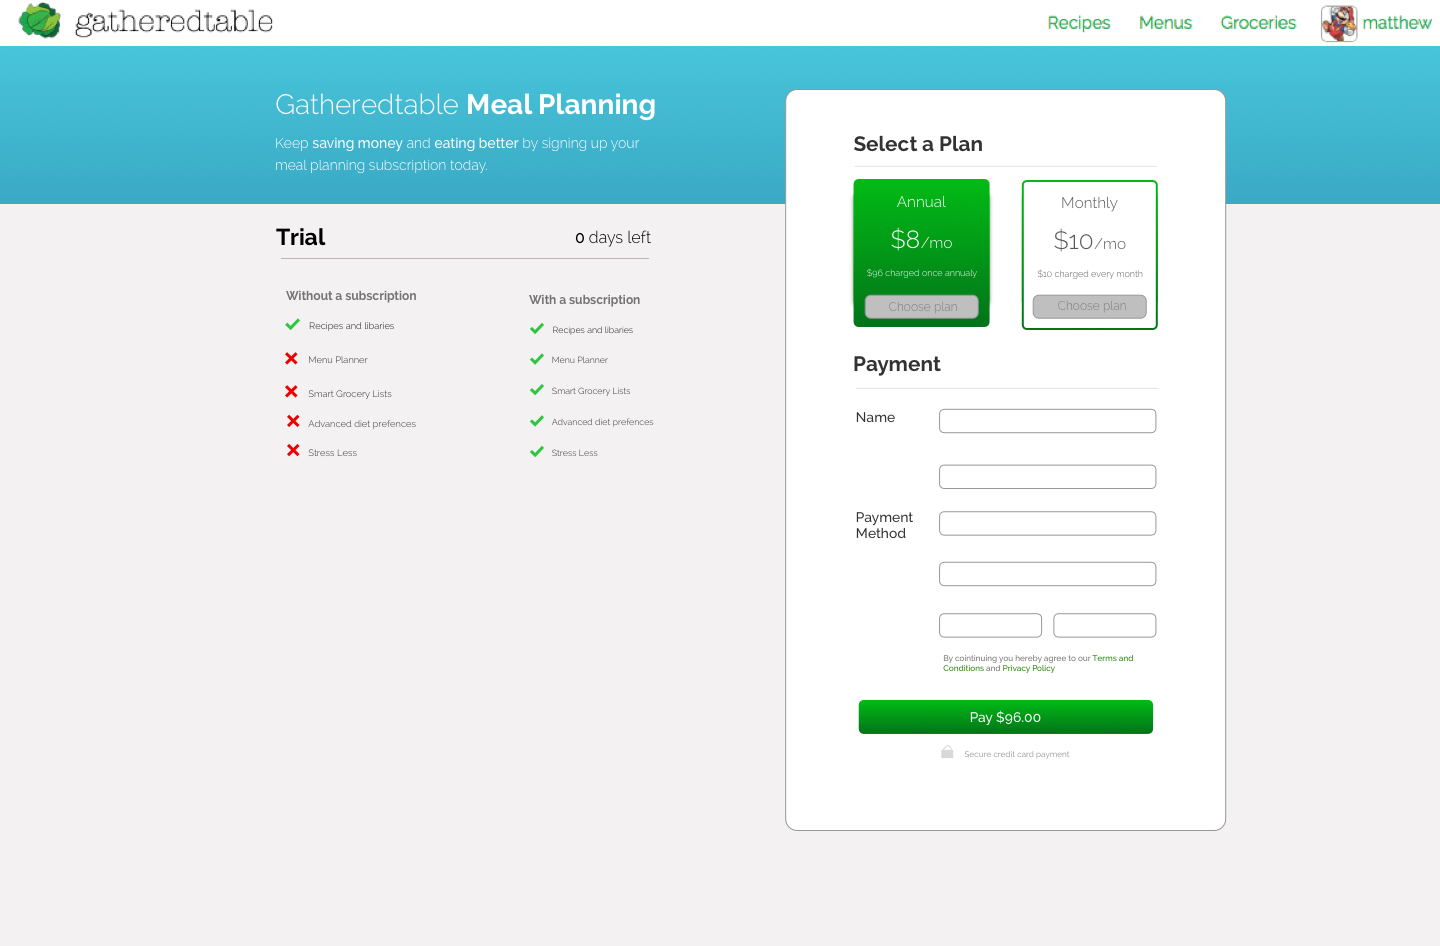 gatheredtable
Recipes
Menus
Groceries
matthew
Gatheredtable Meal Planning
Keep saving money and eating better by signing up your
meal planning subscription today.
Trial
0 days left
Without a subscription
Recipes and libaries
Menu Planner
Smart Grocery Lists
Advanced diet prefences
Stress Less
With a subscription
Recipes and libaries
Menu Planner
Smart Grocery Lists
Advanced diet prefences
Stress Less
Select a Plan
Annual
$8/mo
$96 charged once annualy
Choose plan
Monthly
$10/mo
$10 charged every month
Choose plan
Payment
Name
Payment
Method
By cointinuing you hereby agree to our Terms and
Conditions and Privacy Policy
Pay $96.00
Secure credit card payment